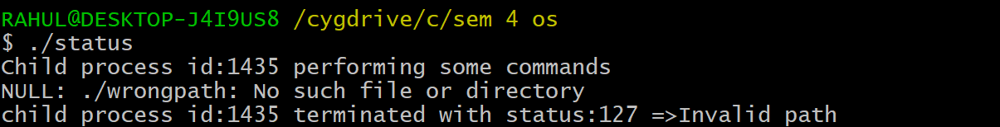 RAHUL@DESKTOP-J4I9US8 /cygdrive/c/sem 4 os
$ ./status
Child process id:1435 performing some commands
NULL: ./wrongpath: No such file or directory
child process id:1435 terminated with status:127 =>Invalid path